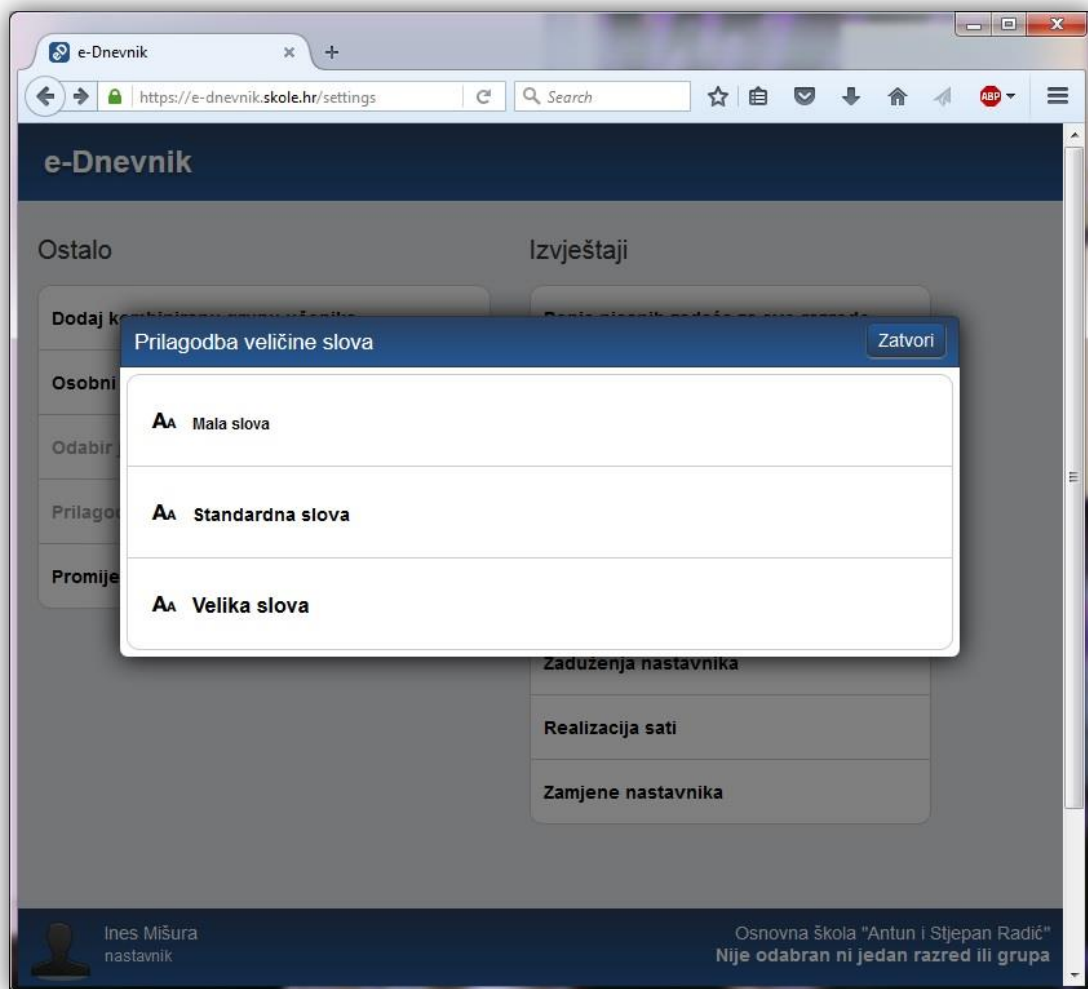 e-Dnevnik
https://e-dnevnik.skole.hr/settings
Search
ABP
e-Dnevnik
Ostalo
Izvještaji
Dodaj
Osobni
Odabir
Promije
Prilagodba veličine slova
Zatvori
AA Mala slova
AA Standardna slova
AA Velika slova
Zaduženja nastavnika
Realizacija sati
Zamjene nastavnika
Ines Mišura
nastavnik
Osnovna škola "Antun i Stjepan Radić"
Nije odabran ni jedan razred ili grupa